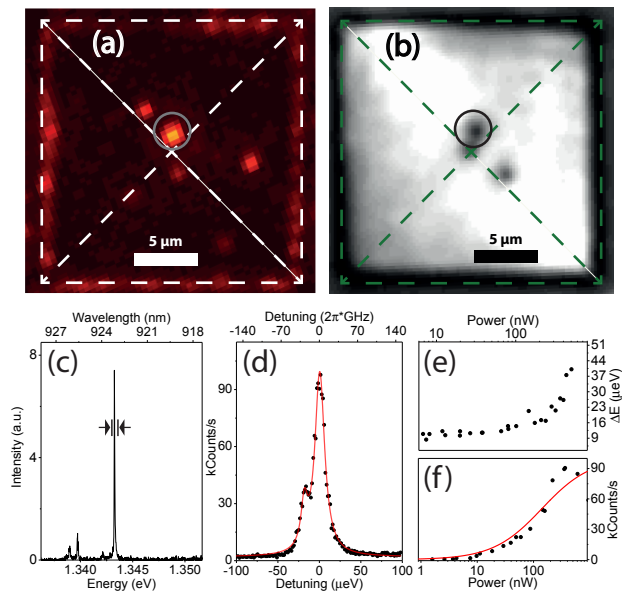 (a)
(b)
5 µm
5 µm
Wavelength (nm)
927 924 921 918
(c)
Intensity (a.u.)
8
4
0
1.340 1.345 1.350
Energy (eV)
Detuning (2π*GHz)
-140 -70 0 70 140
(d)
kCounts/s
90
60
30
0
-100 -50 0 50 100
Detuning (µeV)
Power (nW)
10 100
(e)
ΔE (µeV)
51
44
37
30
23
16
9
(f)
kCounts/s
90
60
30
0
1 10 100
Power (nW)